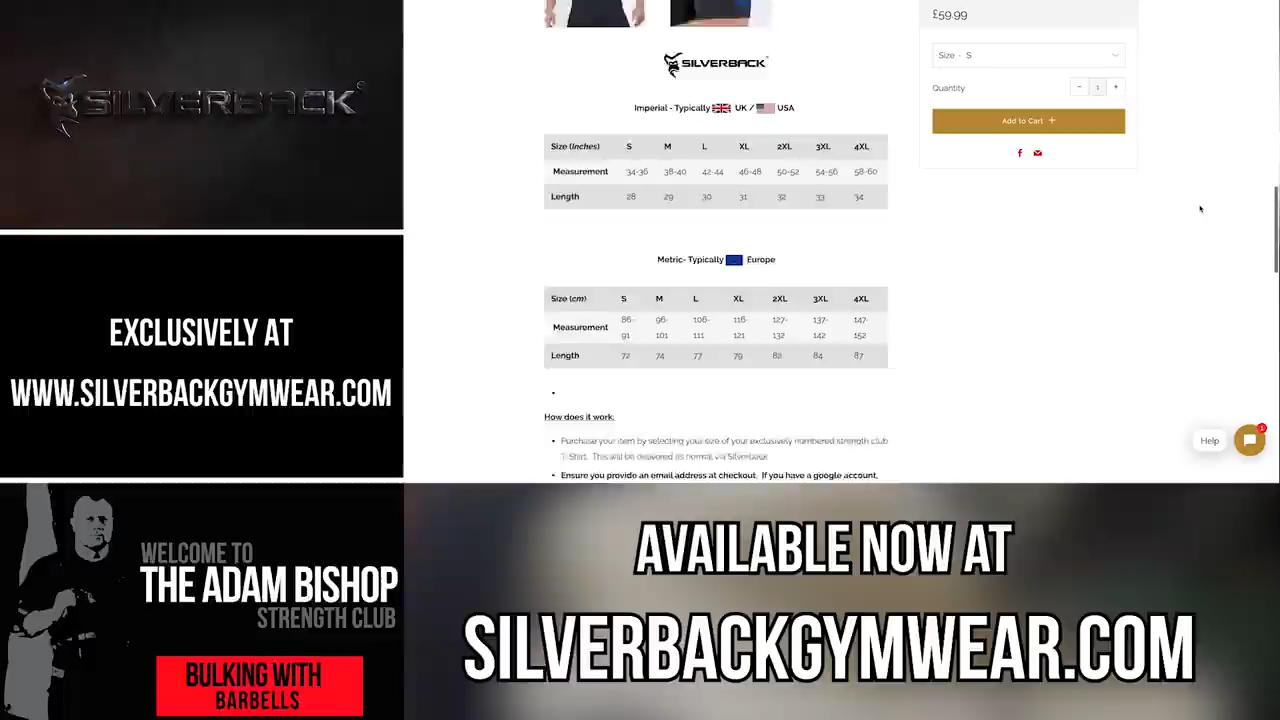 SILVERBACK
EXCLUSIVELY AT
WWW.SILVERBACKGYMWEAR.COM
WELCOME TO
THE ADAM BISHOP
STRENGTH CLUB
BULKING WITH
BARBELLS
SILVERBACK
Imperial - Typically UK / USA
Size (Inches) S M L XL 2XL 3XL 4XL
Measurement 34-36 38-40 42-44 46-48 50-52 54-56 58-60
Length 28 29 30 31 32 33 34
Metric- Typically Europe
Size (cm) S M L XL 2XL 3XL 4XL
Measurement 86-91 96-101 106-111 116-121 127-132 137-142 147-152
Length 72 74 77 79 82 84 87
How does it work:
Purchase your item by selecting your size of your exclusively numbered strength club
T-Shirt. This will be delivered as normal via Silverback
Ensure you provide an email address at checkout. If you have a google account,
£59.99
Size - S
Quantity - 1 +
Add to Cart +
Help
1
AVAILABLE NOW AT
SILVERBACKGYMWEAR.COM